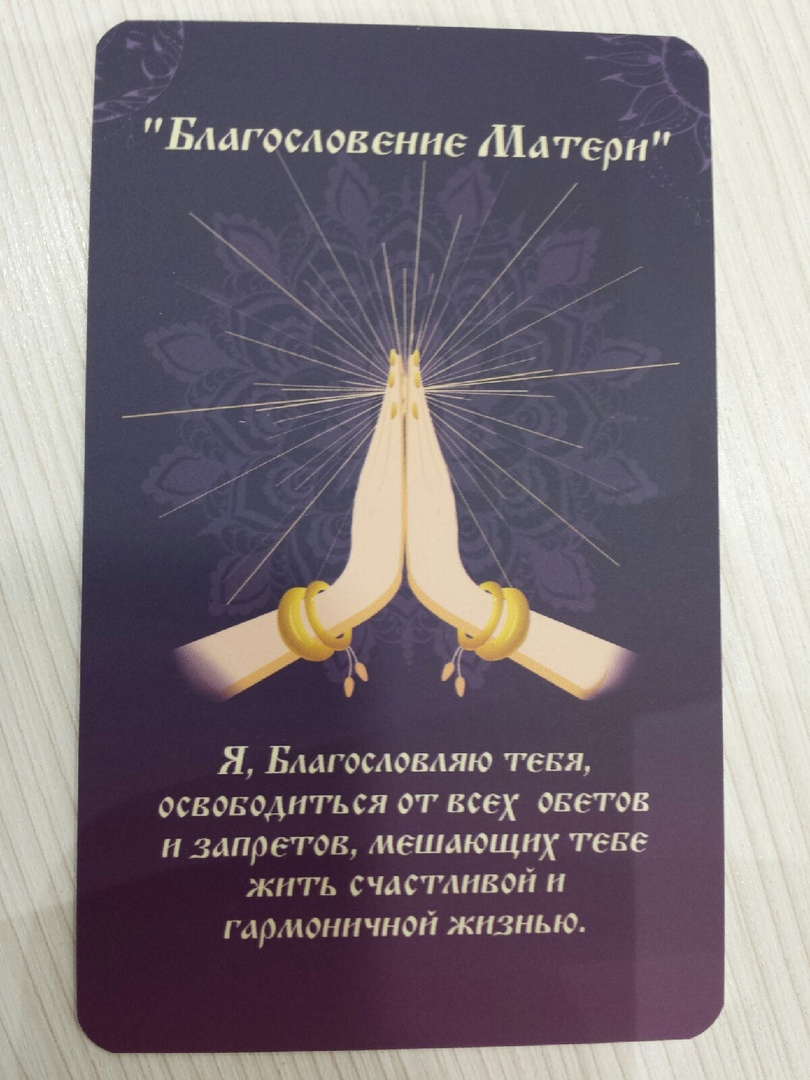 "Благословение Матери"
Я, Благословляю тебя,
освободиться от всех обетов
и запретов, мешающих тебе
жить счастливой и
гармоничной жизнью.